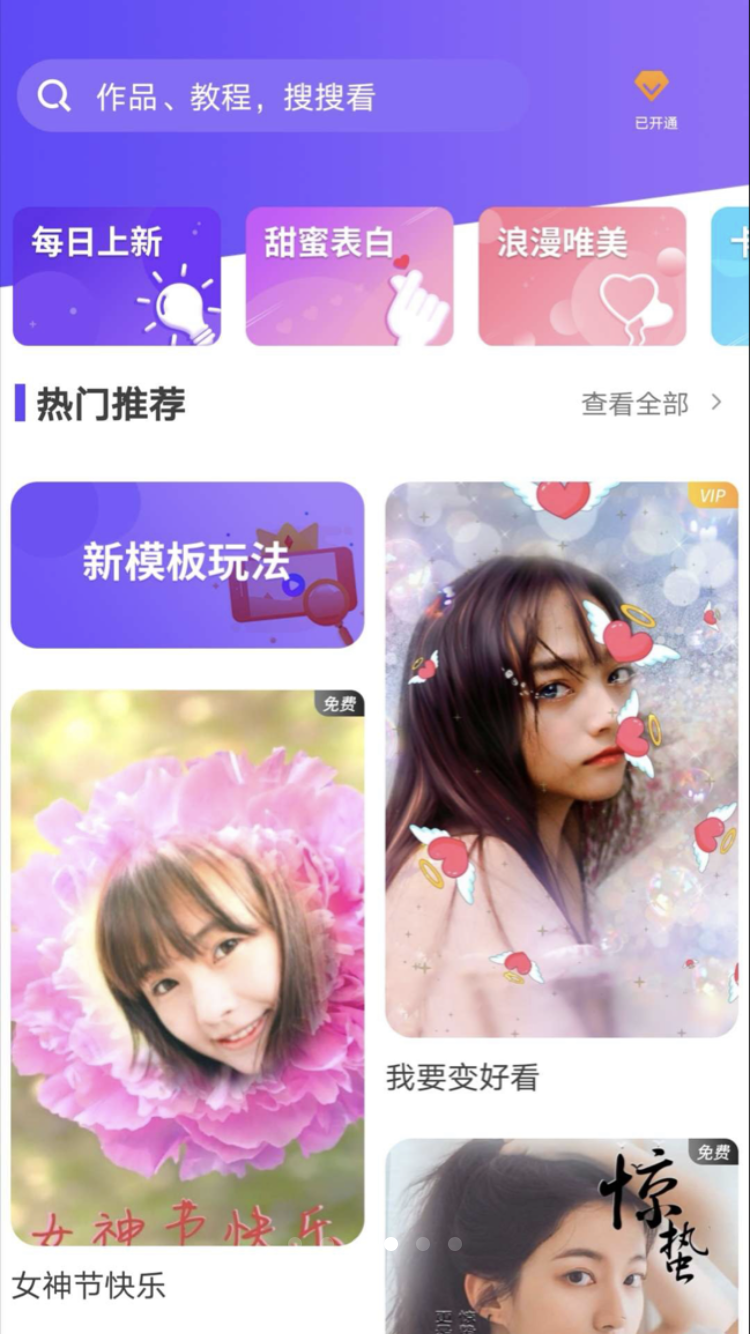 作品、教程，搜搜看
已开通
每日上新
甜蜜表白
浪漫唯美
热门推荐
查看全部
新模板玩法
VIP
免费
女神节快乐
女神节快乐
我要变好看
免费
惊蛰